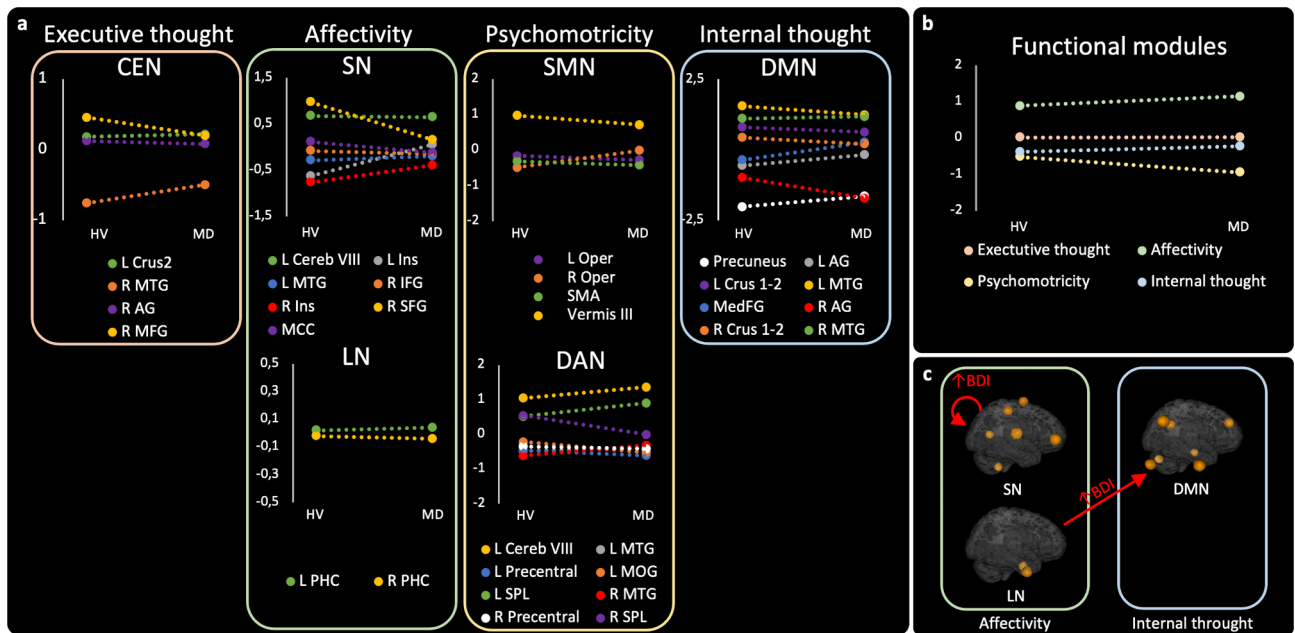 a
Executive thought
Affectivity
Psychomotricity
Internal thought
CEN
1
0
-1
HV MD
L Crus2
R MTG
R AG
R MFG
SN
1,5
0,5
-0,5
-1,5
HV MD
L Cereb VIII L Ins
L MTG R IFG
R Ins R SFG
MCC
LN
0,5
0,3
0,1
-0,1
-0,3
-0,5
HV MD
L PHC R PHC
SMN
2
1
0
-1
-2
HV MD
L Oper
R Oper
SMA
Vermis III
DAN
2
1
0
-1
-2
HV MD
L Cereb VIII L MTG
L Precentral L MOG
L SPL R MTG
R Precentral R SPL
DMN
2,5
-2,5
HV MD
Precuneus L AG
L Crus 1-2 L MTG
MedFG R AG
R Crus 1-2 R MTG
b
Functional modules
2
1
0
-1
-2
HV MD
Exectutive thought Affectivity
Psychomotricity Internal thought
c
↑BDI
SN
↑BDI
DMN
LN
Affectivity Internal throught